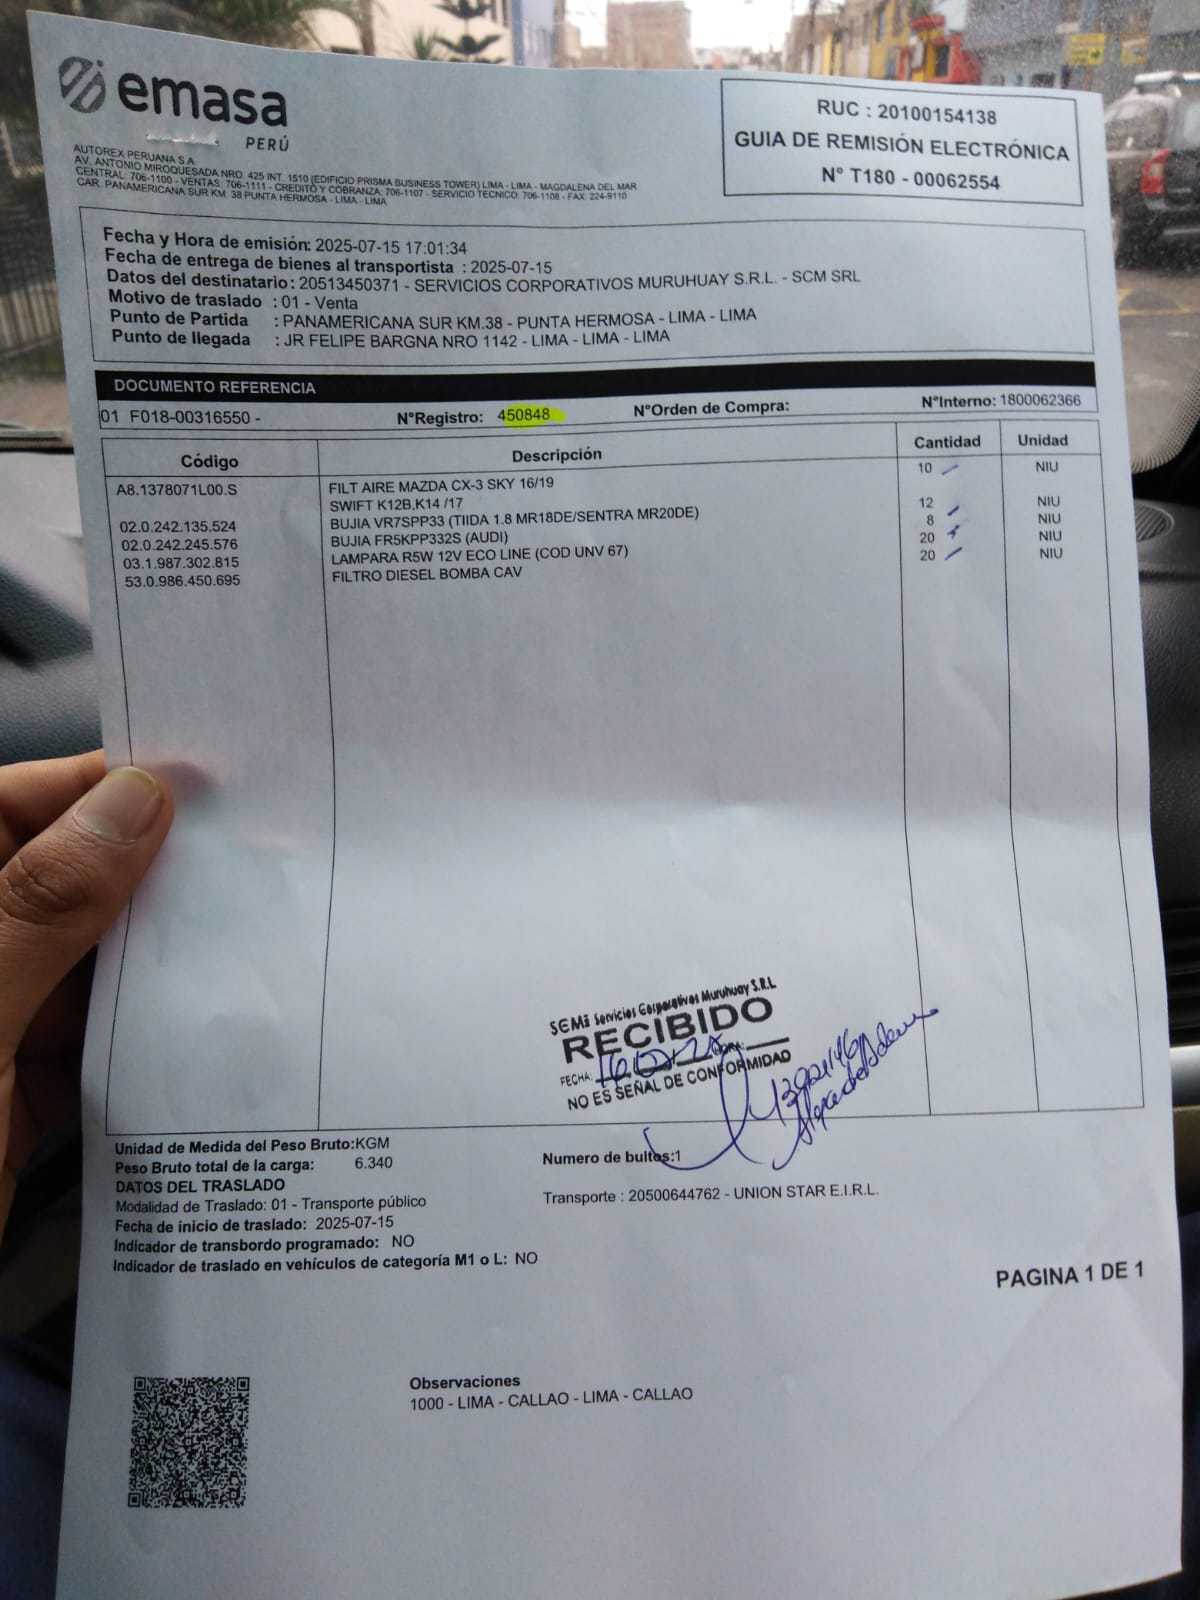 emasa
PERÚ
AUTOREX PERUANA S.A.
AV. ANTONIO MIROQUESADA NRO. 425 INT. 1510 (EDIFICIO PRISMA BUSINESS TOWER) LIMA - LIMA - MAGDALENA DEL MAR
CENTRAL: 706-1100 - VENTAS: 706-1111 - CREDITO Y COBRANZA: 706-1107 - SERVICIO TECNICO: 706-1108 - FAX: 224-9110
CAR. PANAMERICANA SUR KM. 38 PUNTA HERMOSA - LIMA - LIMA
RUC : 20100154138
GUIA DE REMISIÓN ELECTRÓNICA
N° T180 - 00062554
Fecha y Hora de emisión: 2025-07-15 17:01:34
Fecha de entrega de bienes al transportista : 2025-07-15
Datos del destinatario : 20513450371 - SERVICIOS CORPORATIVOS MURUHUAY S.R.L. - SCM SRL
Motivo de traslado : 01 - Venta
Punto de Partida : PANAMERICANA SUR KM.38 - PUNTA HERMOSA - LIMA - LIMA
Punto de llegada : JR FELIPE BARGNA NRO 1142 - LIMA - LIMA - LIMA
DOCUMENTO REFERENCIA
01 F018-00316550 - N°Registro: 450848 N°Orden de Compra: N°Interno: 1800062366
Código Descripción Cantidad Unidad
A8.1378071L00.S FILT AIRE MAZDA CX-3 SKY 16/19 10 NIU
SWIFT K12B,K14 /17
02.0.242.135.524 BUJIA VR7SPP33 (TIIDA 1.8 MR18DE/SENTRA MR20DE) 12 NIU
02.0.242.245.576 BUJIA FR5KPP332S (AUDI) 8 NIU
03.1.987.302.815 LAMPARA R5W 12V ECO LINE (COD UNV 67) 20 NIU
53.0.986.450.695 FILTRO DIESEL BOMBA CAV 20 NIU
Servicios Corporativos Muruhuay S.R.L
RECIBIDO
FECHA: HORA:
NO ES SEÑAL DE CONFORMIDAD
Unidad de Medida del Peso Bruto:KGM
Peso Bruto total de la carga: 6.340
Numero de bultos:1
DATOS DEL TRASLADO
Modalidad de Traslado: 01 - Transporte público
Transporte : 20500644762 - UNION STAR E.I.R.L.
Fecha de inicio de traslado: 2025-07-15
Indicador de transbordo programado: NO
Indicador de traslado en vehículos de categoría M1 o L: NO
PAGINA 1 DE 1
Observaciones
1000 - LIMA - CALLAO - LIMA - CALLAO